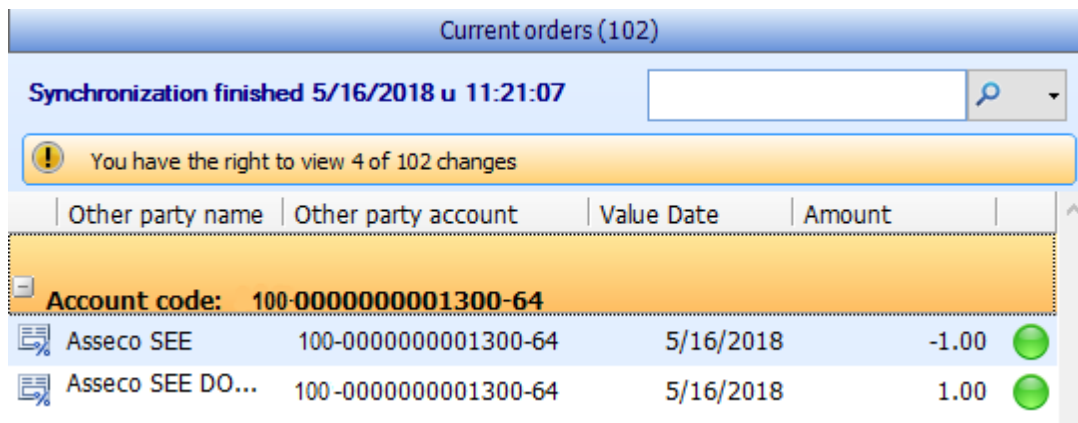 Current orders (102)
Synchronization finished 5/16/2018 u 11:21:07
You have the right to view 4 of 102 changes
Other party name Other party account Value Date Amount
Account code: 100-0000000001300-64
Asseco SEE 100-0000000001300-64 5/16/2018 -1.00
Asseco SEE DO... 100-0000000001300-64 5/16/2018 1.00